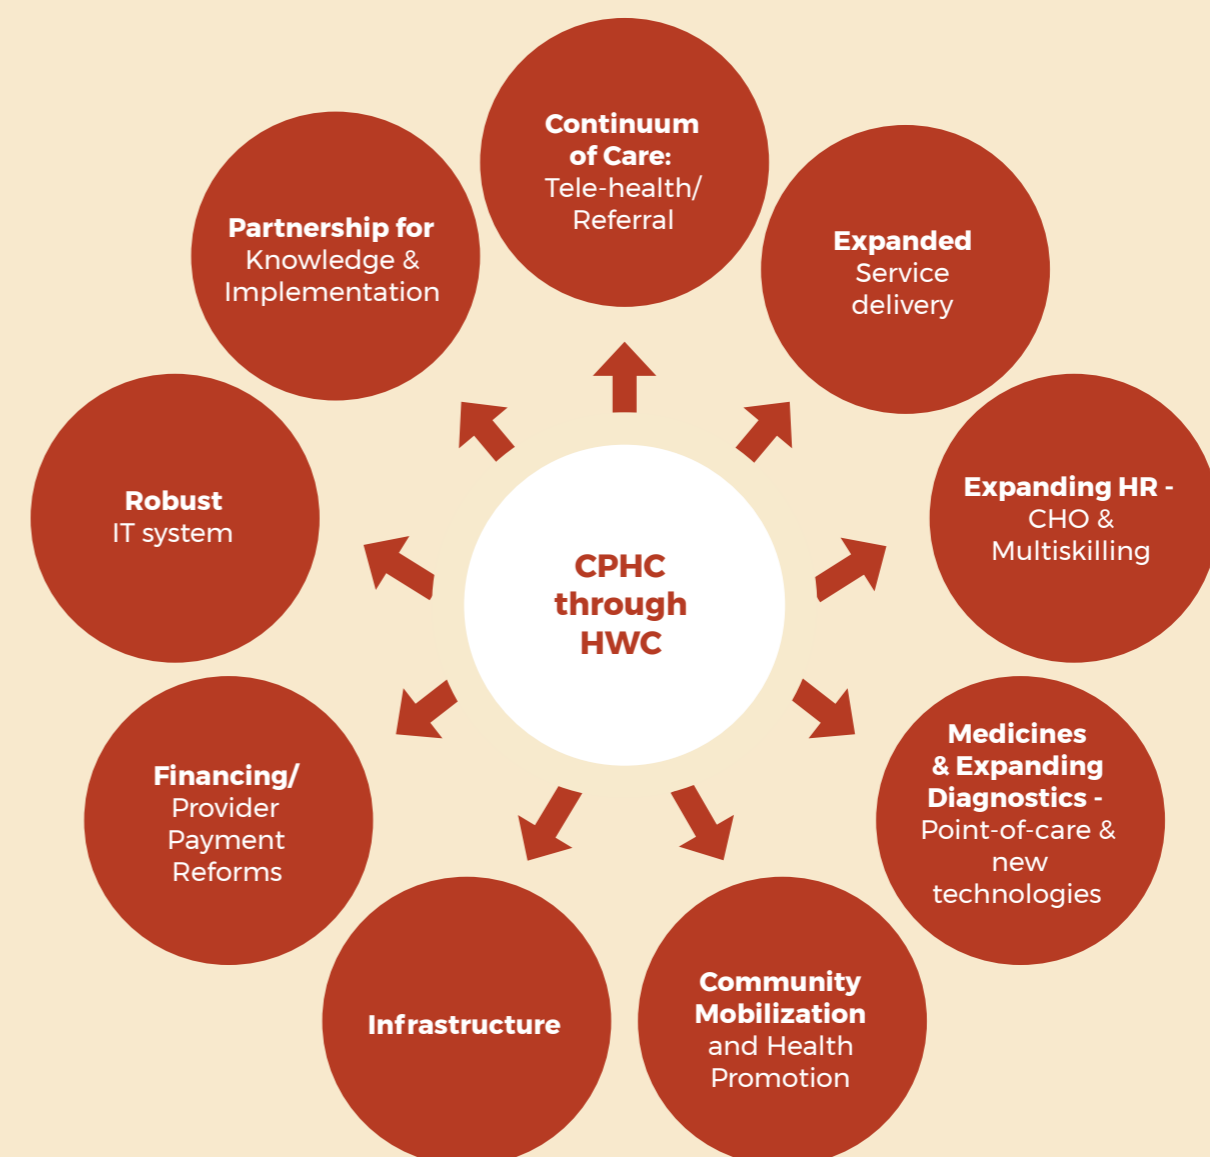 Continuum
of Care:
Tele-health/
Referral
Expanded
Service
delivery
Expanding HR -
CHO &
Multiskilling
Medicines
& Expanding
Diagnostics -
Point-of-care &
new
technologies
Community
Mobilization
and Health
Promotion
Infrastructure
Financing/
Provider
Payment
Reforms
Robust
IT system
Partnership for
Knowledge &
Implementation
CPHC
through
HWC